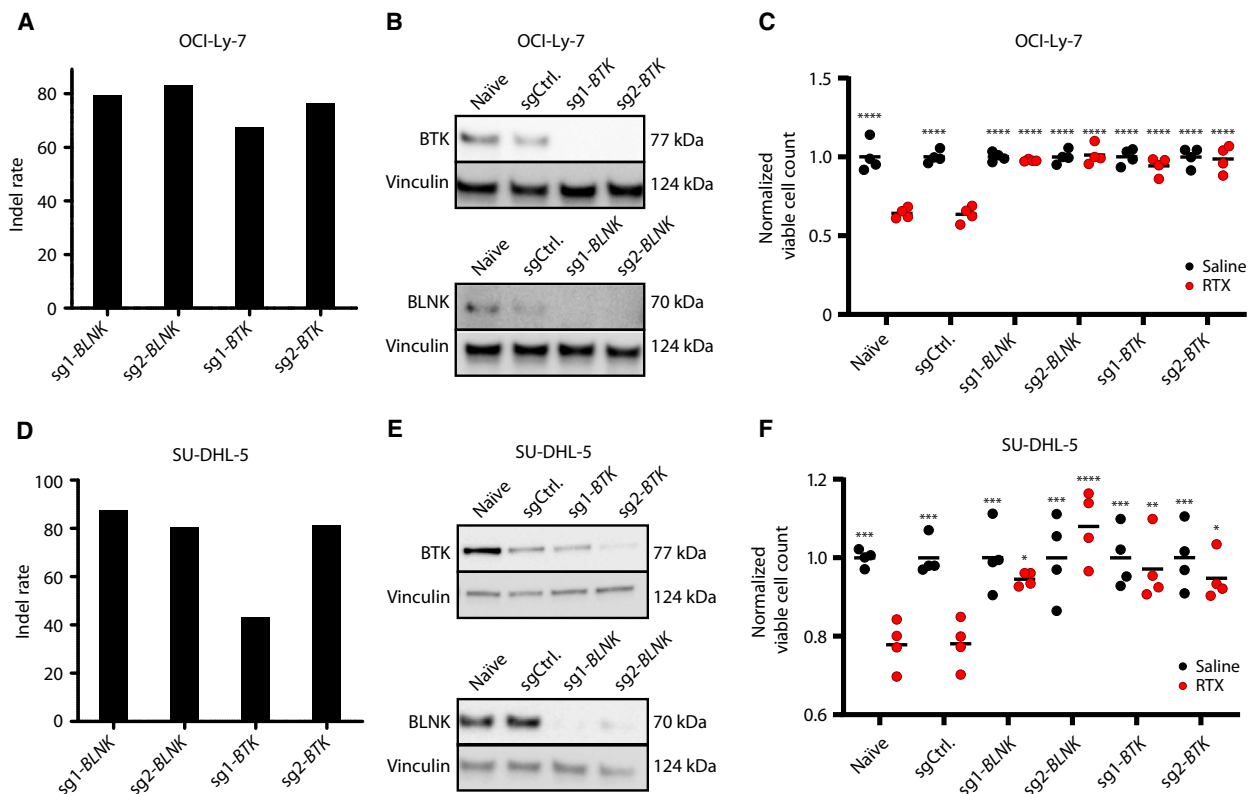 A
OCI-Ly-7
Indel rate
80
60
40
20
0
sg1-BLNK
sg2-BLNK
sg1-BTK
sg2-BTK
B
OCI-Ly-7
Naïve
sgCtrl.
sg1-BTK
sg2-BTK
BTK
77 kDa
Vinculin
124 kDa
Naïve
sgCtrl.
sg1-BLNK
sg2-BLNK
BLNK
70 kDa
Vinculin
124 kDa
C
OCI-Ly-7
Normalized
viable cell count
1.5
1.0
0.5
0
**** **** **** **** **** **** **** **** **** ****
Saline
RTX
Naïve
sgCtrl.
sg1-BLNK
sg2-BLNK
sg1-BTK
sg2-BTK
D
SU-DHL-5
Indel rate
100
80
60
40
20
0
sg1-BLNK
sg2-BLNK
sg1-BTK
sg2-BTK
E
SU-DHL-5
Naïve
sgCtrl.
sg1-BTK
sg2-BTK
BTK
77 kDa
Vinculin
124 kDa
Naïve
sgCtrl.
sg1-BLNK
sg2-BLNK
BLNK
70 kDa
Vinculin
124 kDa
F
SU-DHL-5
Normalized
viable cell count
1.2
1.0
0.8
0.6
*** *** *** * *** **** *** ** *** *
Saline
RTX
Naïve
sgCtrl.
sg1-BLNK
sg2-BLNK
sg1-BTK
sg2-BTK